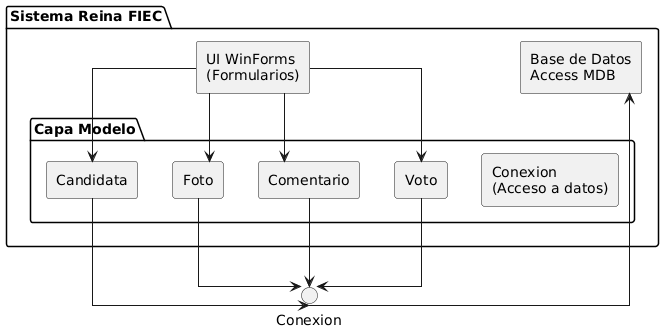 Sistema Reina FIEC
UI WinForms
(Formularios)
Base de Datos
Access MDB
Capa Modelo
Candidata
Foto
Comentario
Voto
Conexion
(Acceso a datos)
Conexion